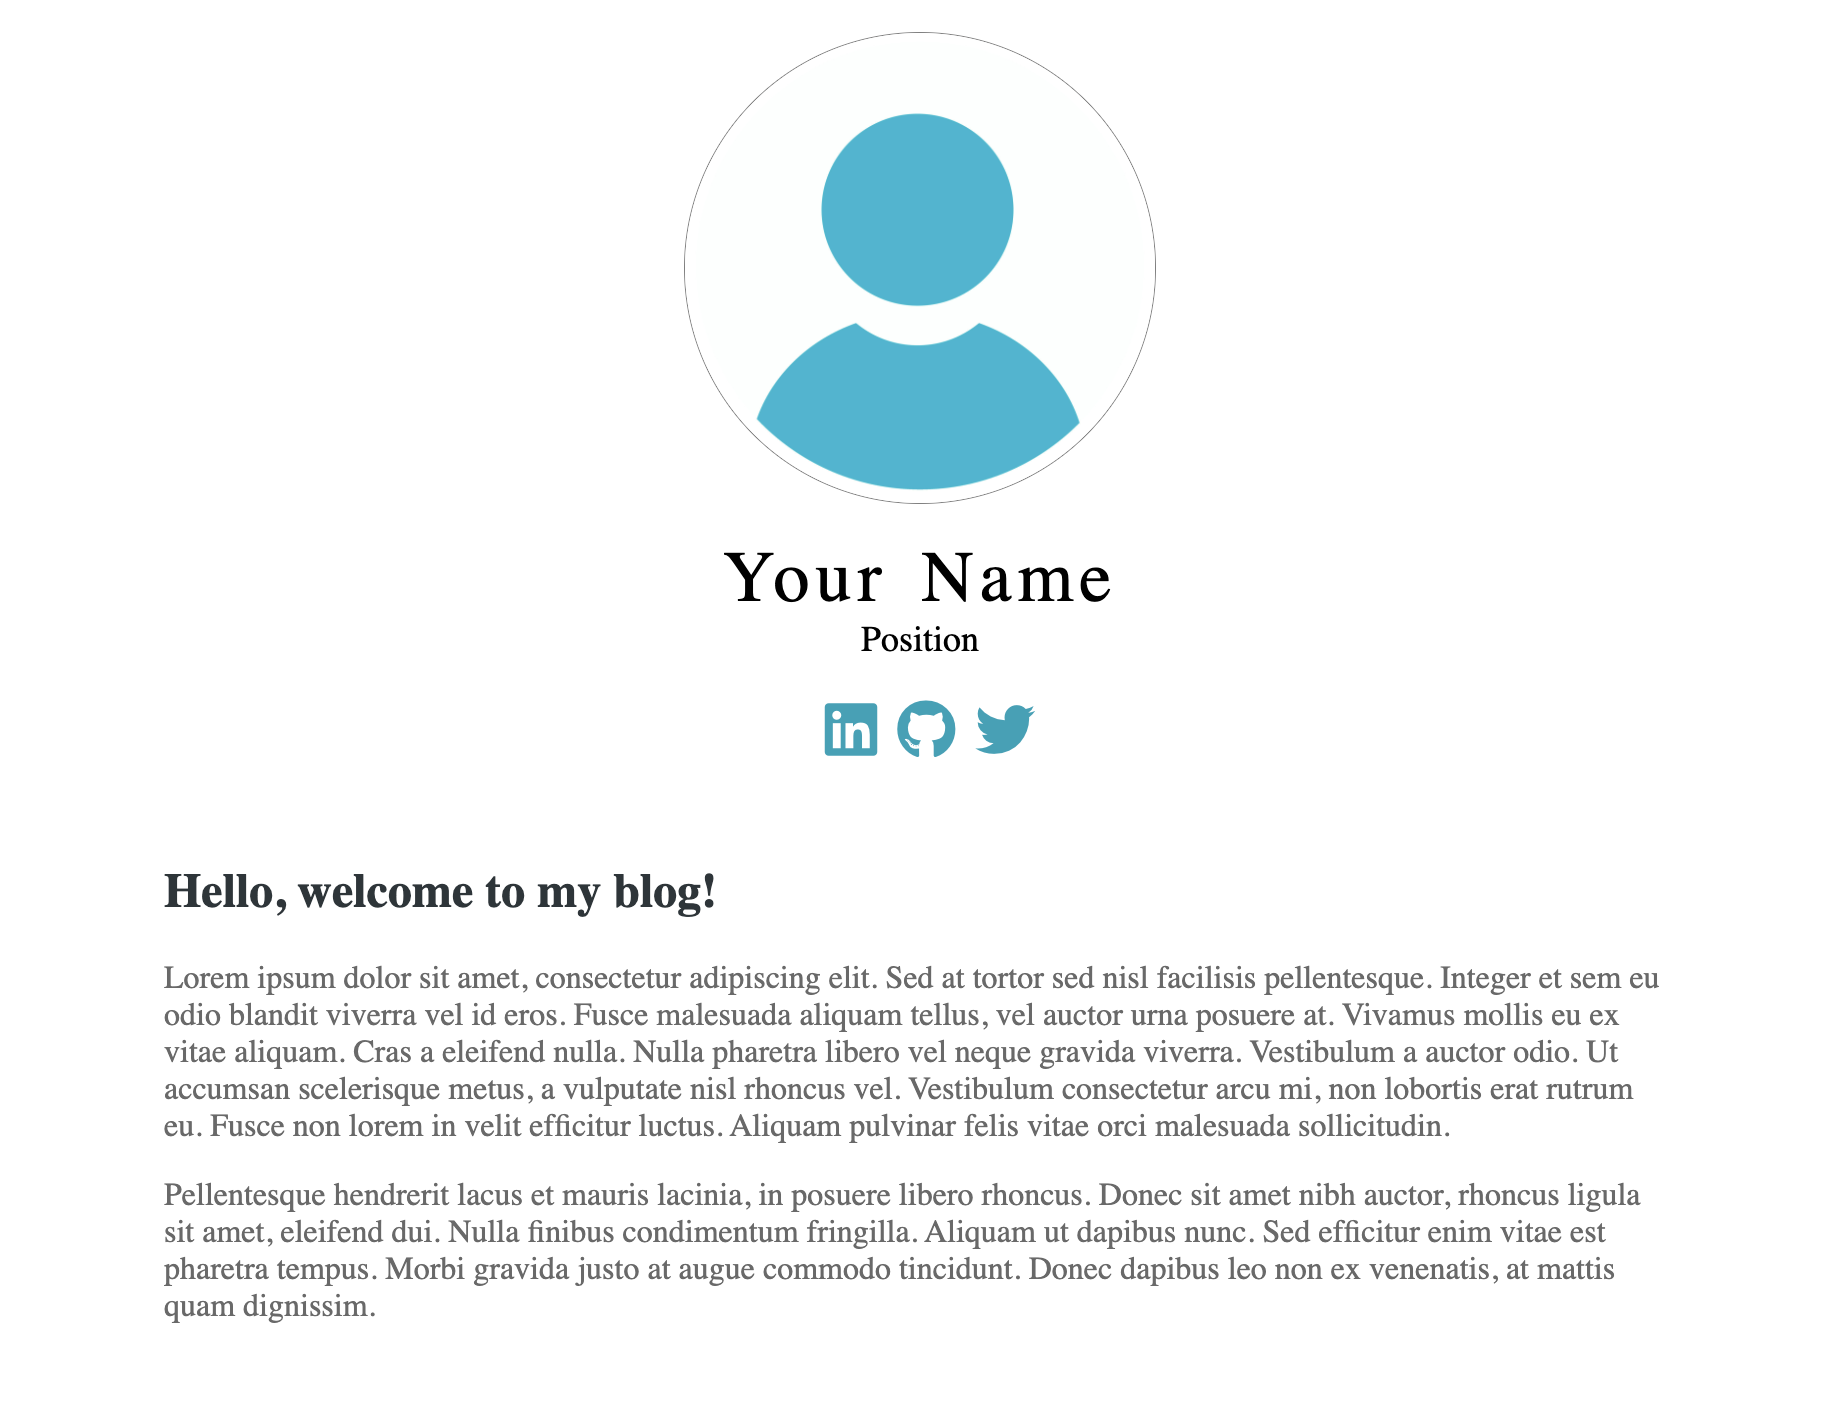 Your Name
Position
in
Hello, welcome to my blog!
Lorem ipsum dolor sit amet, consectetur adipiscing elit. Sed at tortor sed nisl facilisis pellentesque. Integer et sem eu
odio blandit viverra vel id eros. Fusce malesuada aliquam tellus, vel auctor urna posuere at. Vivamus mollis eu ex
vitae aliquam. Cras a eleifend nulla. Nulla pharetra libero vel neque gravida viverra. Vestibulum a auctor odio. Ut
accumsan scelerisque metus, a vulputate nisl rhoncus vel. Vestibulum consectetur arcu mi, non lobortis erat rutrum
eu. Fusce non lorem in velit efficitur luctus. Aliquam pulvinar felis vitae orci malesuada sollicitudin.
Pellentesque hendrerit lacus et mauris lacinia, in posuere libero rhoncus. Donec sit amet nibh auctor, rhoncus ligula
sit amet, eleifend dui. Nulla finibus condimentum fringilla. Aliquam ut dapibus nunc. Sed efficitur enim vitae est
pharetra tempus. Morbi gravida justo at augue commodo tincidunt. Donec dapibus leo non ex venenatis, at mattis
quam dignissim.